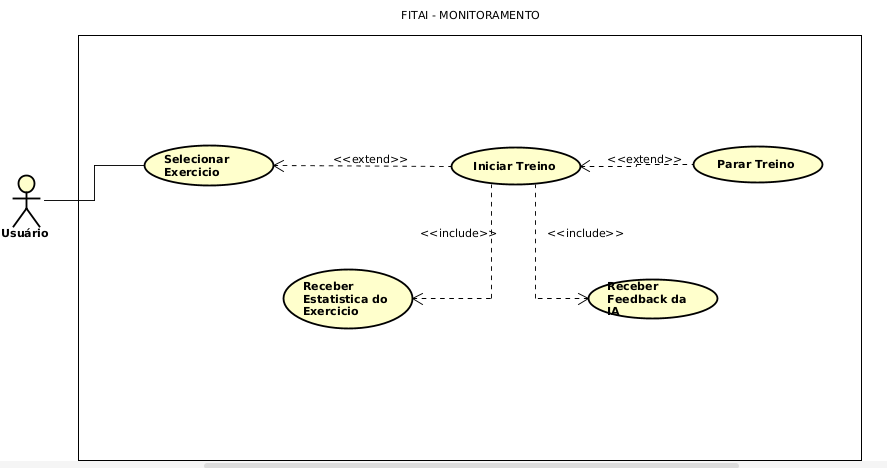 FITAI - MONITORAMENTO
Selecionar
Exercicio
<<extend>>
Iniciar Treino
<<extend>>
Parar Treino
Usuário
<<include>>
<<include>>
Receber
Estatistica do
Exercicio
Receber
Feedback da
IA